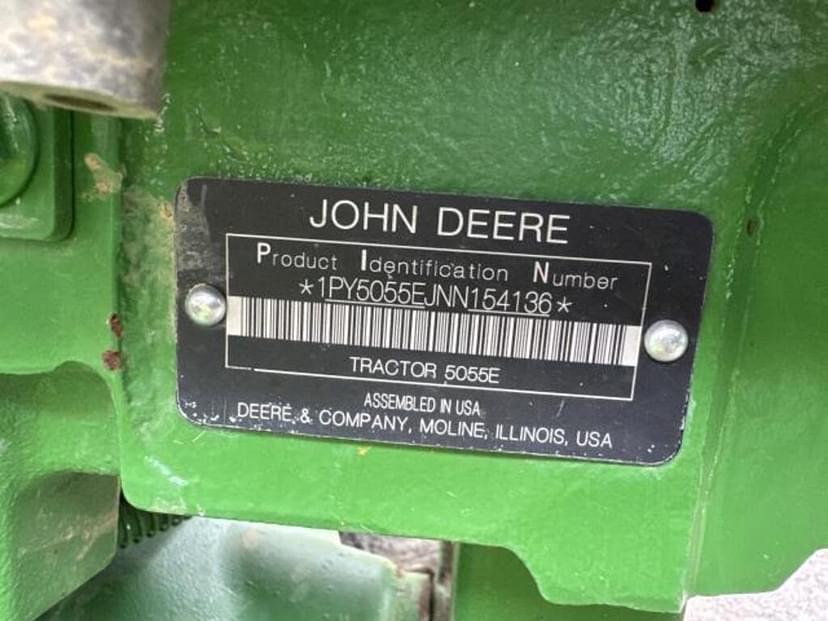 JOHN DEERE
Product Identification Number
*1PY5055EJNN154136*
TRACTOR 5055E
ASSEMBLED IN USA
DEERE & COMPANY, MOLINE, ILLINOIS, USA